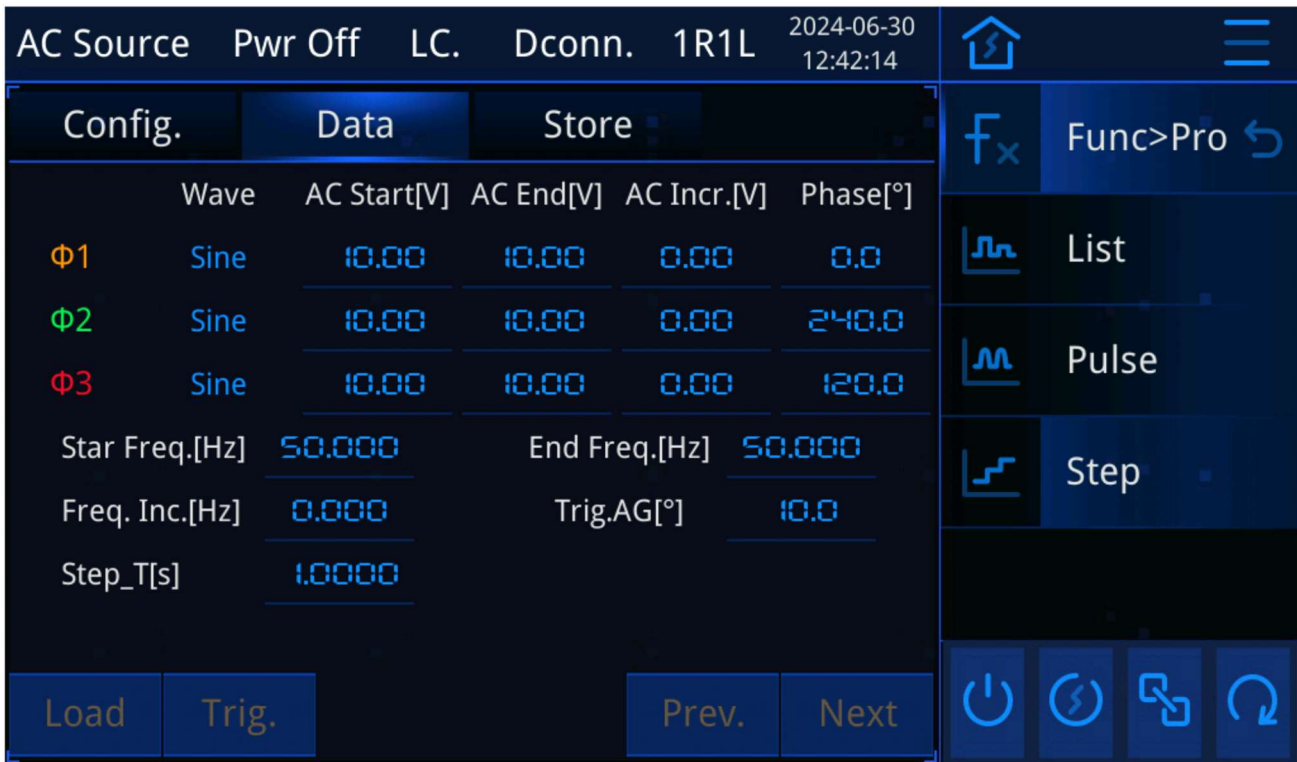 AC Source Pwr Off LC. Dconn. 1R1L 2024-06-30
12:42:14
Config. Data Store
Wave AC Start[V] AC End[V] AC Incr.[V] Phase[°]
Φ1 Sine 10.00 10.00 0.00 0.0
Φ2 Sine 10.00 10.00 0.00 240.0
Φ3 Sine 10.00 10.00 0.00 120.0
Star Freq.[Hz] 50.000 End Freq.[Hz] 50.000
Freq. Inc.[Hz] 0.000 Trig.AG[°] 10.0
Step_T[s] 1.0000
Load Trig. Prev. Next
fx Func>Pro
List
Pulse
Step